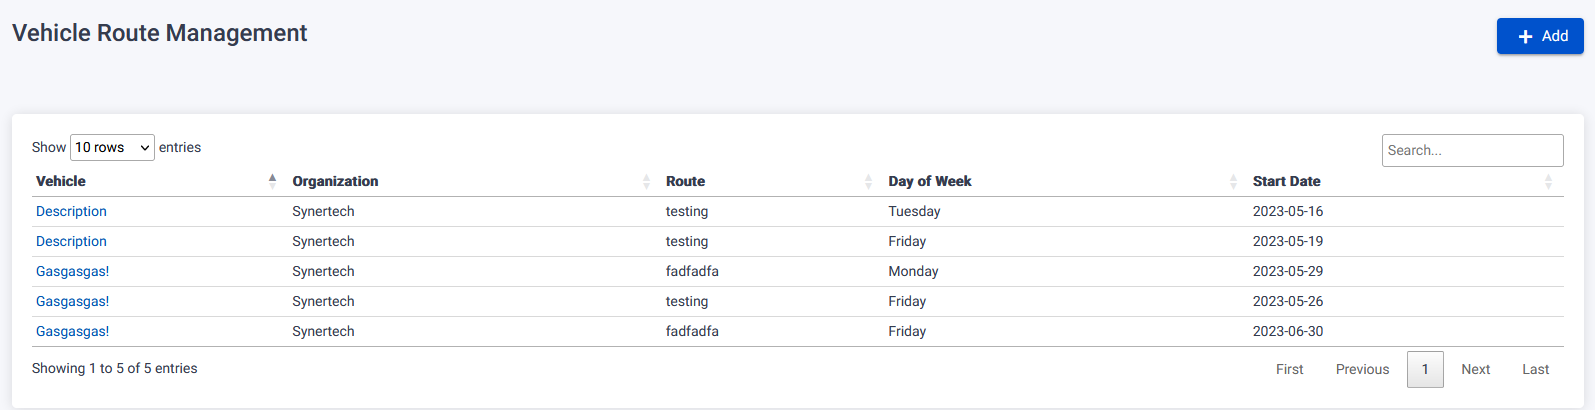 Vehicle Route Management
+ Add
Show 10 rows entries
Search...
Vehicle Organization Route Day of Week Start Date
Description Synertech testing Tuesday 2023-05-16
Description Synertech testing Friday 2023-05-19
Gasgasgas! Synertech fadfadfa Monday 2023-05-29
Gasgasgas! Synertech testing Friday 2023-05-26
Gasgasgas! Synertech fadfadfa Friday 2023-06-30
Showing 1 to 5 of 5 entries
First Previous 1 Next Last